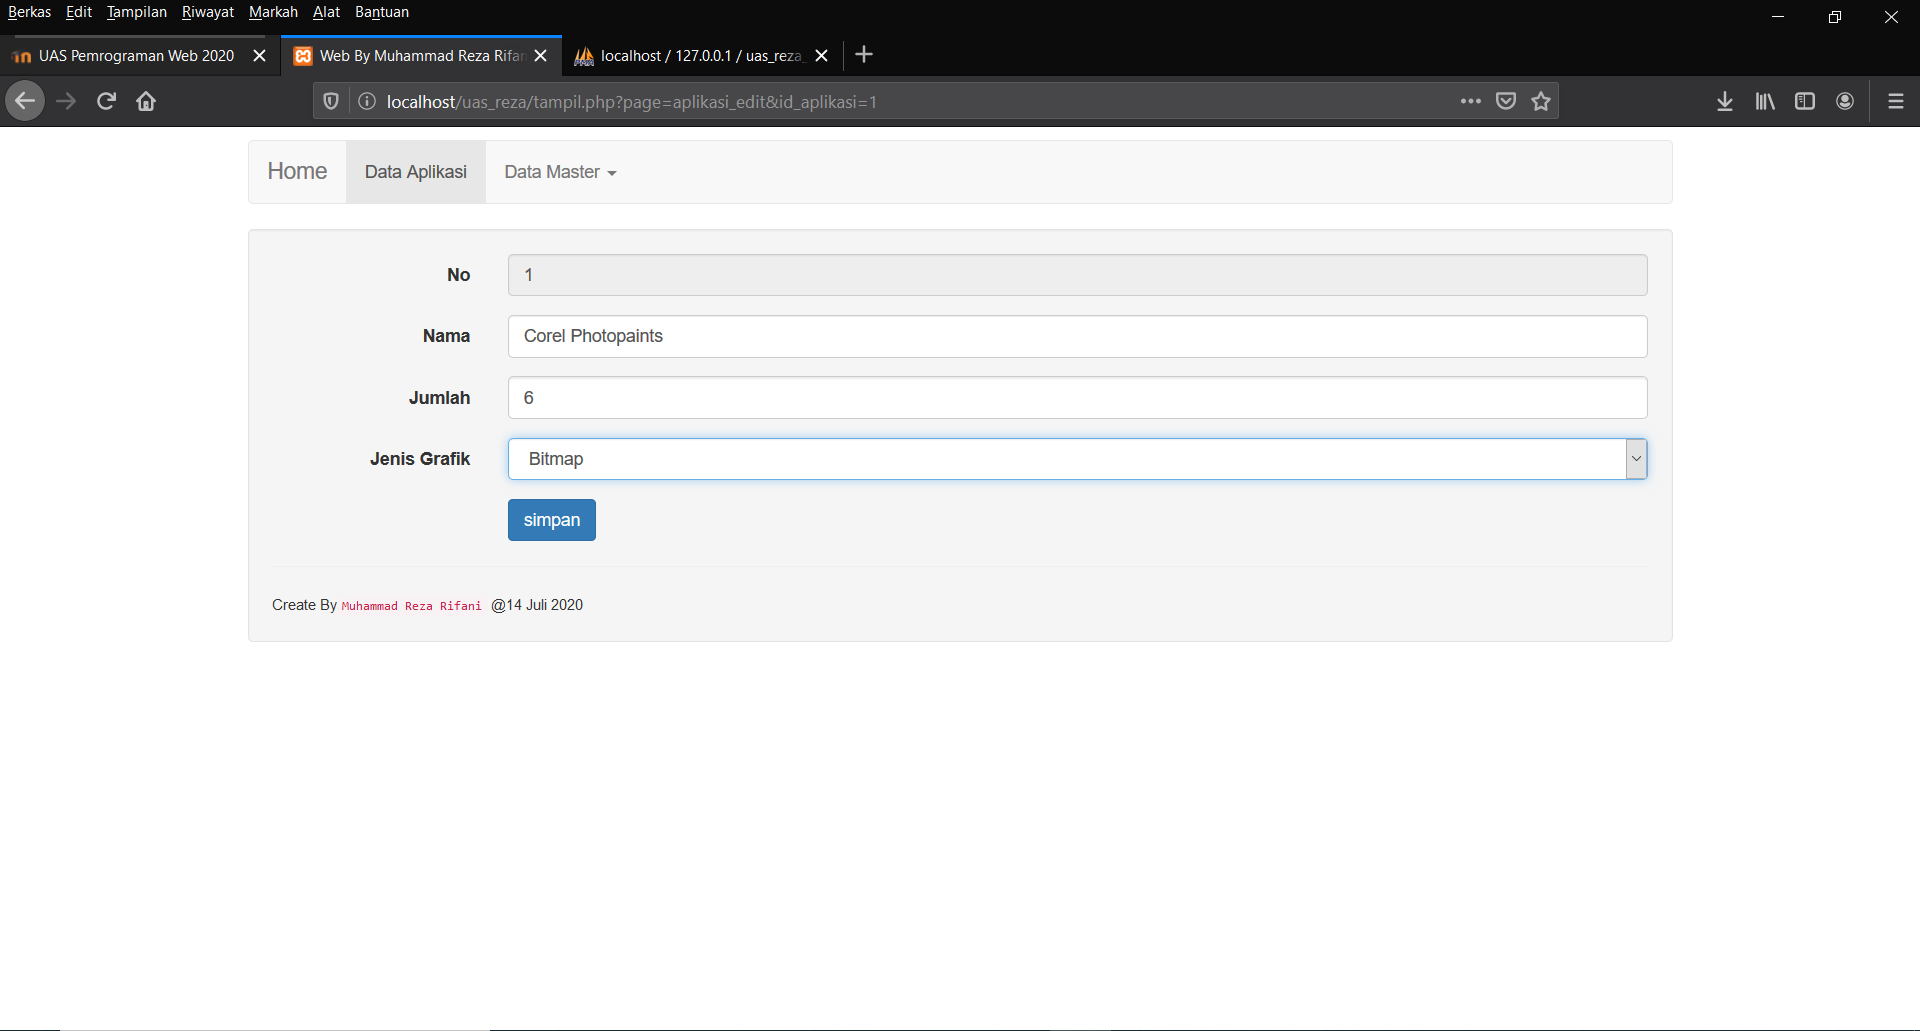 Berkas Edit Tampilan Riwayat Markah Alat Bantuan
UAS Pemrograman Web 2020 Web By Muhammad Reza Rifan localhost / 127.0.0.1 / uas_reza
localhost/uas_reza/tampil.php?page=aplikasi_edit&id_aplikasi=1
Home Data Aplikasi Data Master
No 1
Nama Corel Photopaints
Jumlah 6
Jenis Grafik Bitmap
simpan
Create By Muhammad Reza Rifani @14 Juli 2020